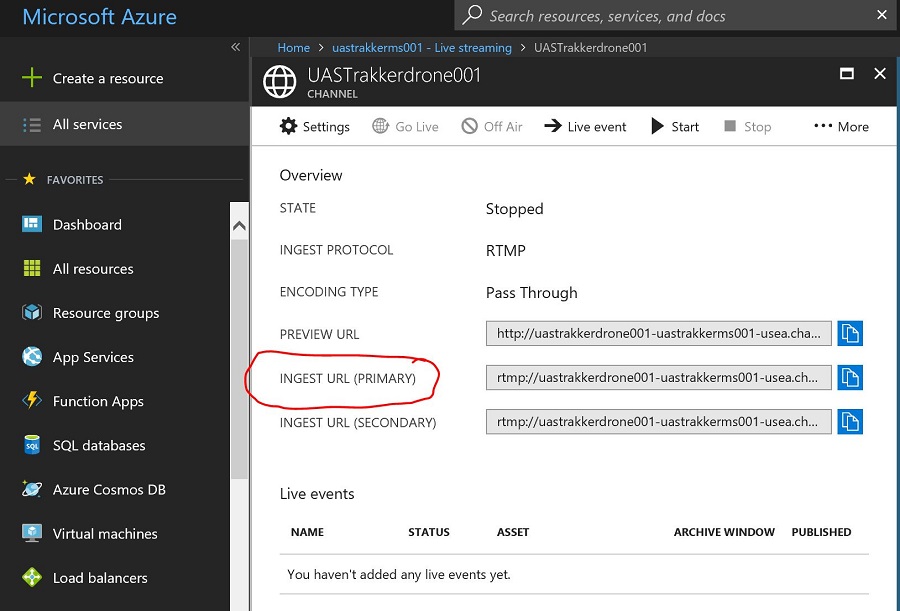 Microsoft Azure
Search resources, services, and docs
Home > uastrakkerms001 - Live streaming > UASTrakkerdrone001
Create a resource
All services
FAVORITES
Dashboard
All resources
Resource groups
App Services
Function Apps
SQL databases
Azure Cosmos DB
Virtual machines
Load balancers
UASTrakkerdrone001
CHANNEL
Settings Go Live Off Air Live event Start Stop ••• More
Overview
STATE Stopped
INGEST PROTOCOL RTMP
ENCODING TYPE Pass Through
PREVIEW URL http://uastrakkerdrone001-uastrakkerms001-usea.cha...
INGEST URL (PRIMARY) rtmp://uastrakkerdrone001-uastrakkerms001-usea.ch...
INGEST URL (SECONDARY) rtmp://uastrakkerdrone001-uastrakkerms001-usea.ch...
Live events
NAME STATUS ASSET ARCHIVE WINDOW PUBLISHED
You haven't added any live events yet.